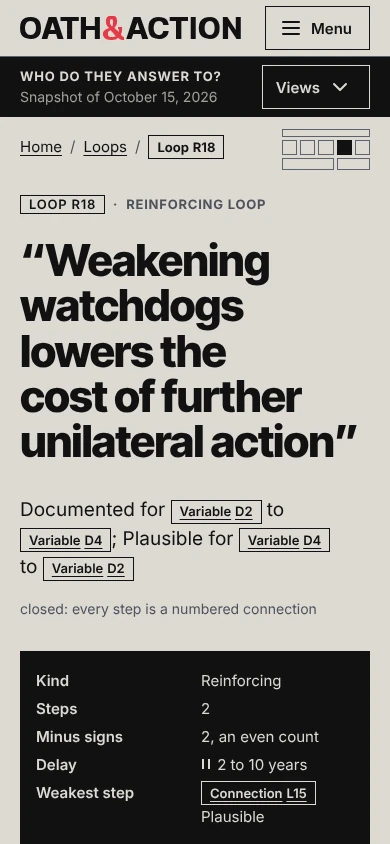 OATH&ACTION
Menu
WHO DO THEY ANSWER TO?
Snapshot of October 15, 2026
Views
Home / Loops / Loop R18
LOOP R18 · REINFORCING LOOP
“Weakening
watchdogs
lowers the
cost of further
unilateral action”
Documented for Variable D2 to
Variable D4; Plausible for Variable D4
to Variable D2
closed: every step is a numbered connection
Kind Reinforcing
Steps 2
Minus signs 2, an even count
Delay 2 to 10 years
Weakest step Connection L15
Plausible